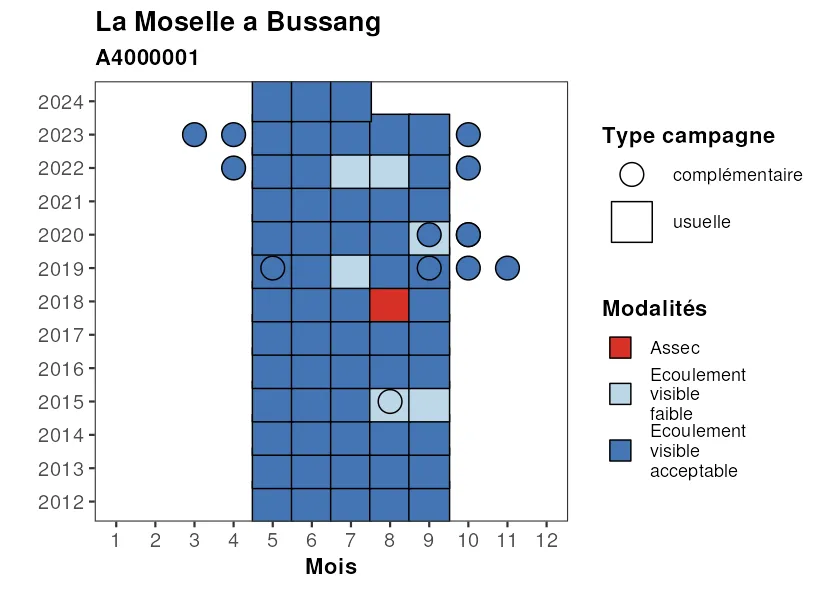 La Moselle a Bussang
A4000001
2024
2023
2022
2021
2020
2019
2018
2017
2016
2015
2014
2013
2012
1 2 3 4 5 6 7 8 9 10 11 12
Mois
Type campagne
complémentaire
usuelle
Modalités
Assec
Ecoulement
visible
faible
Ecoulement
visible
acceptable